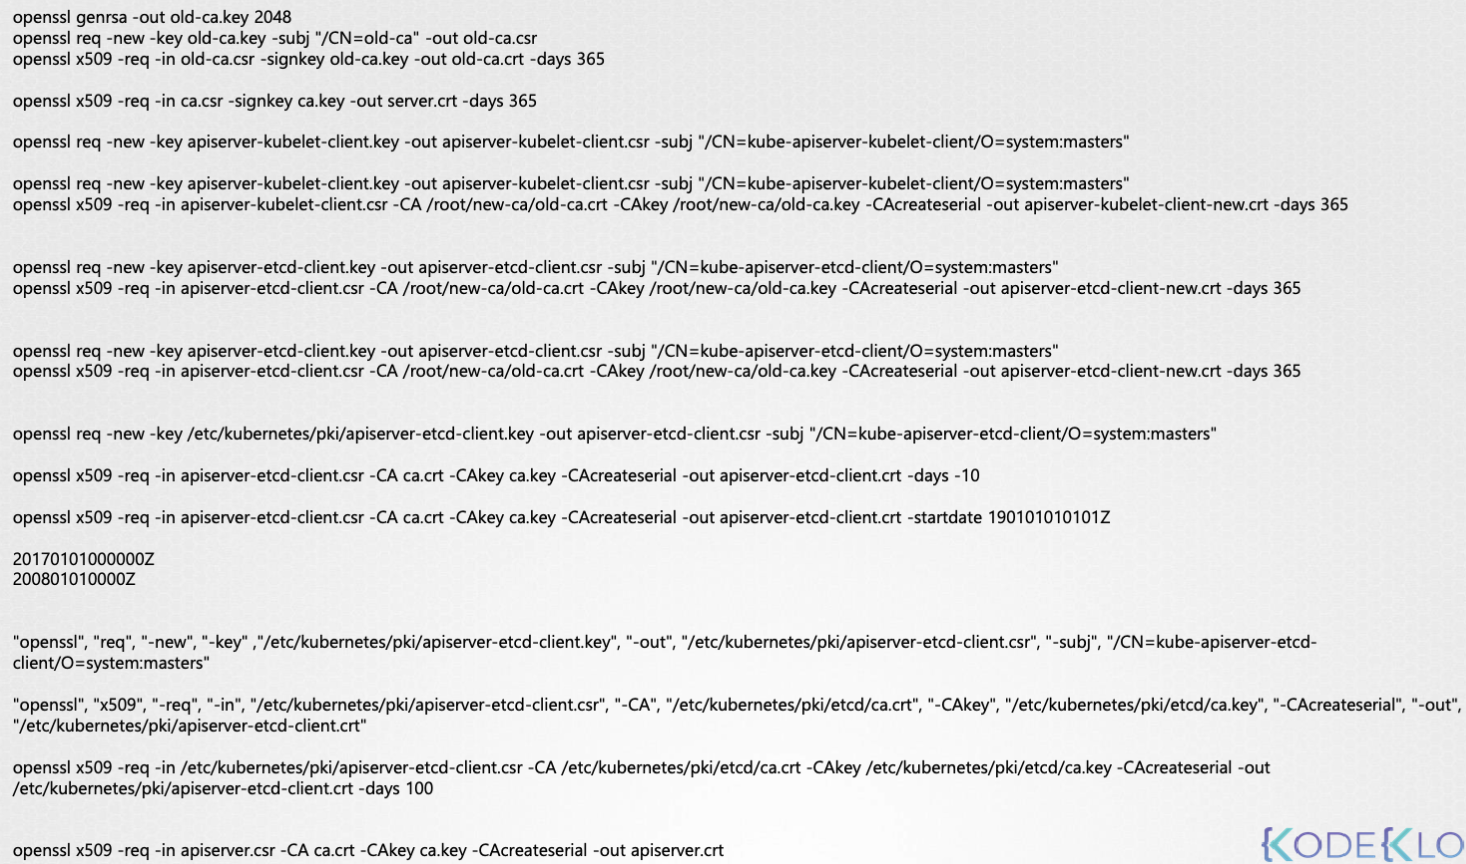 openssl genrsa -out old-ca.key 2048
openssl req -new -key old-ca.key -subj "/CN=old-ca" -out old-ca.csr
openssl x509 -req -in old-ca.csr -signkey old-ca.key -out old-ca.crt -days 365
openssl x509 -req -in ca.csr -signkey ca.key -out server.crt -days 365
openssl req -new -key apiserver-kubelet-client.key -out apiserver-kubelet-client.csr -subj "/CN=kube-apiserver-kubelet-client/O=system:masters"
openssl req -new -key apiserver-kubelet-client.key -out apiserver-kubelet-client.csr -subj "/CN=kube-apiserver-kubelet-client/O=system:masters"
openssl x509 -req -in apiserver-kubelet-client.csr -CA /root/new-ca/old-ca.crt -CAkey /root/new-ca/old-ca.key -CAcreateserial -out apiserver-kubelet-client-new.crt -days 365
openssl req -new -key apiserver-etcd-client.key -out apiserver-etcd-client.csr -subj "/CN=kube-apiserver-etcd-client/O=system:masters"
openssl x509 -req -in apiserver-etcd-client.csr -CA /root/new-ca/old-ca.crt -CAkey /root/new-ca/old-ca.key -CAcreateserial -out apiserver-etcd-client-new.crt -days 365
openssl req -new -key apiserver-etcd-client.key -out apiserver-etcd-client.csr -subj "/CN=kube-apiserver-etcd-client/O=system:masters"
openssl x509 -req -in apiserver-etcd-client.csr -CA /root/new-ca/old-ca.crt -CAkey /root/new-ca/old-ca.key -CAcreateserial -out apiserver-etcd-client-new.crt -days 365
openssl req -new -key /etc/kubernetes/pki/apiserver-etcd-client.key -out apiserver-etcd-client.csr -subj "/CN=kube-apiserver-etcd-client/O=system:masters"
openssl x509 -req -in apiserver-etcd-client.csr -CA ca.crt -CAkey ca.key -CAcreateserial -out apiserver-etcd-client.crt -days -10
openssl x509 -req -in apiserver-etcd-client.csr -CA ca.crt -CAkey ca.key -CAcreateserial -out apiserver-etcd-client.crt -startdate 190101010101Z
20170101000000Z
200801010000Z
"openssl", "req", "-new", "-key" ,"/etc/kubernetes/pki/apiserver-etcd-client.key", "-out", "/etc/kubernetes/pki/apiserver-etcd-client.csr", "-subj", "/CN=kube-apiserver-etcd-
client/O=system:masters"
"openssl", "x509", "-req", "-in", "/etc/kubernetes/pki/apiserver-etcd-client.csr", "-CA", "/etc/kubernetes/pki/etcd/ca.crt", "-CAkey", "/etc/kubernetes/pki/etcd/ca.key", "-CAcreateserial", "-out",
"/etc/kubernetes/pki/apiserver-etcd-client.crt"
openssl x509 -req -in /etc/kubernetes/pki/apiserver-etcd-client.csr -CA /etc/kubernetes/pki/etcd/ca.crt -CAkey /etc/kubernetes/pki/etcd/ca.key -CAcreateserial -out
/etc/kubernetes/pki/apiserver-etcd-client.crt -days 100
openssl x509 -req -in apiserver.csr -CA ca.crt -CAkey ca.key -CAcreateserial -out apiserver.crt
KODEKLO